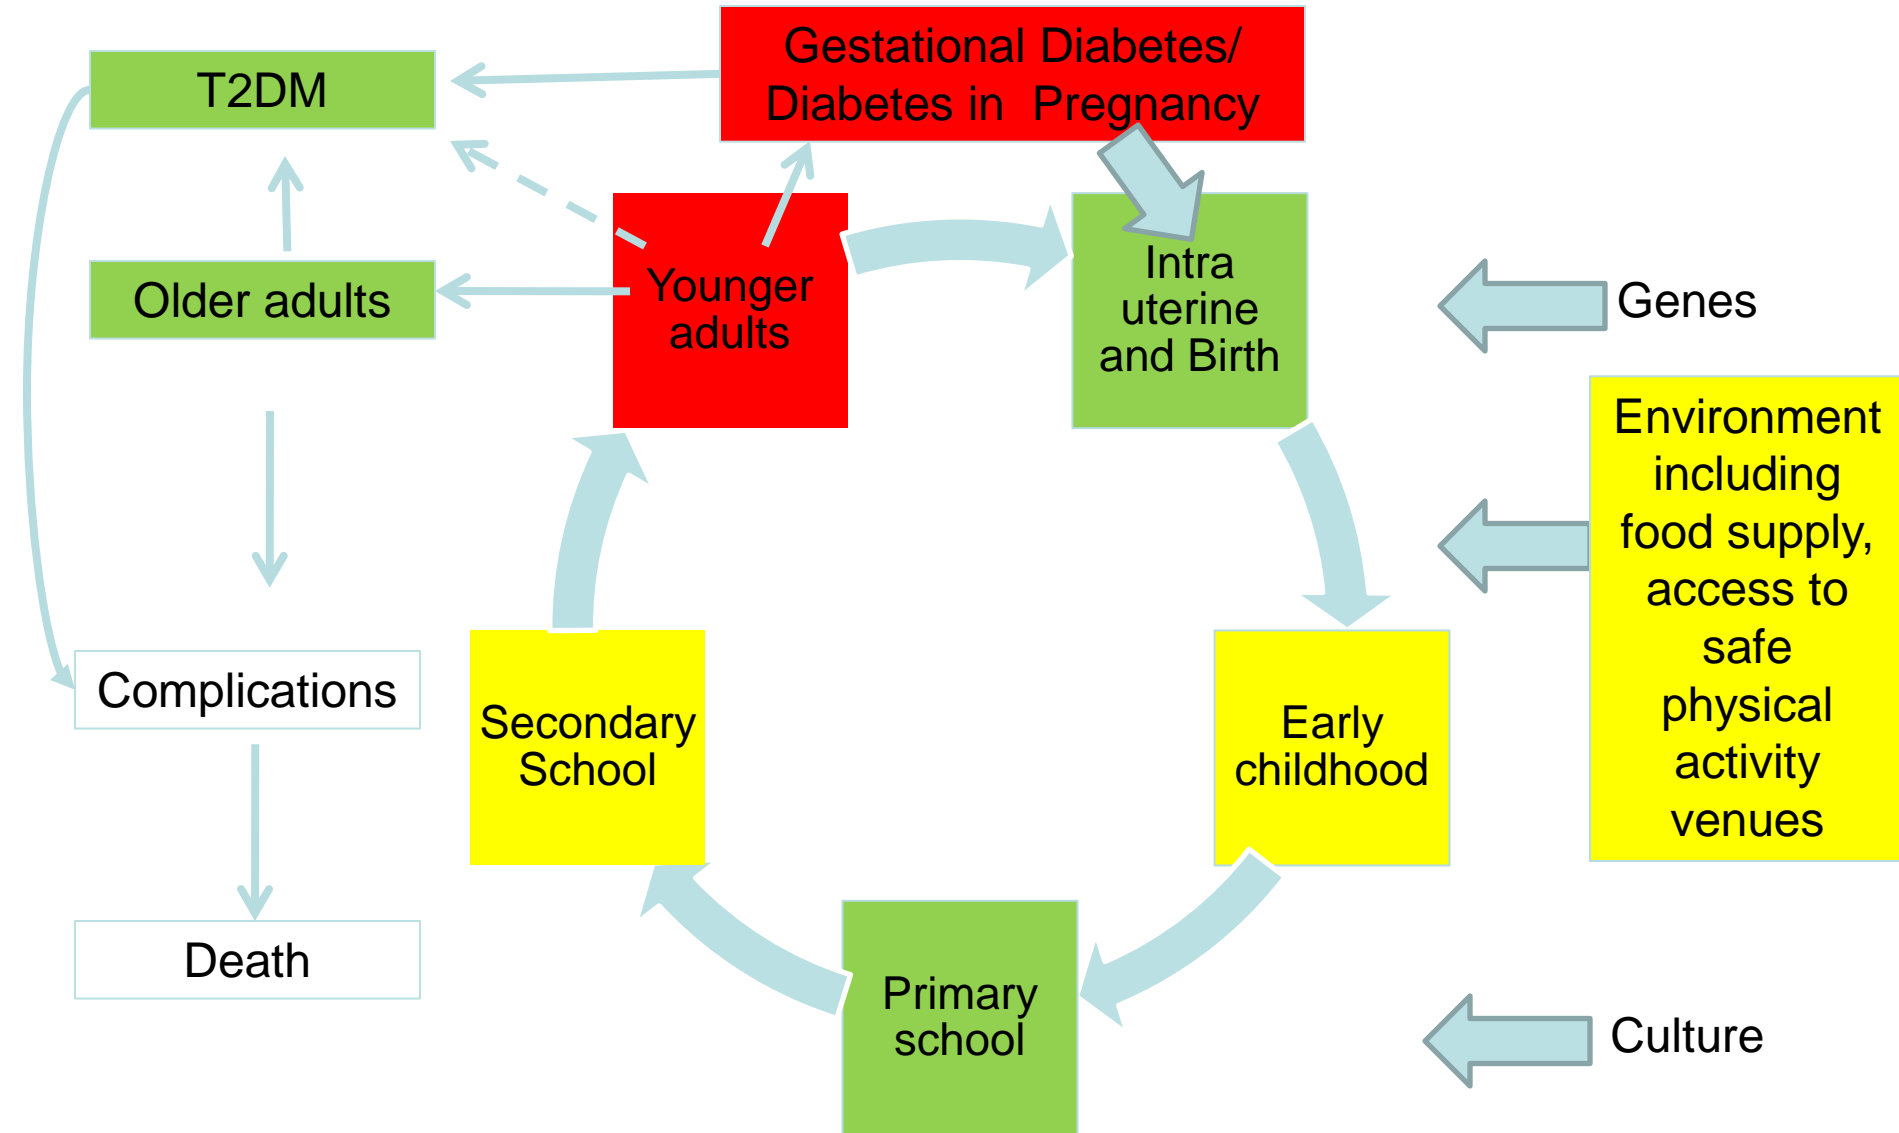 Gestational Diabetes/
Diabetes in Pregnancy
T2DM
Older adults
Younger
adults
Intra
uterine
and Birth
Genes
Environment
including
food supply,
access to
safe
physical
activity
venues
Complications
Secondary
School
Early
childhood
Death
Primary
school
Culture